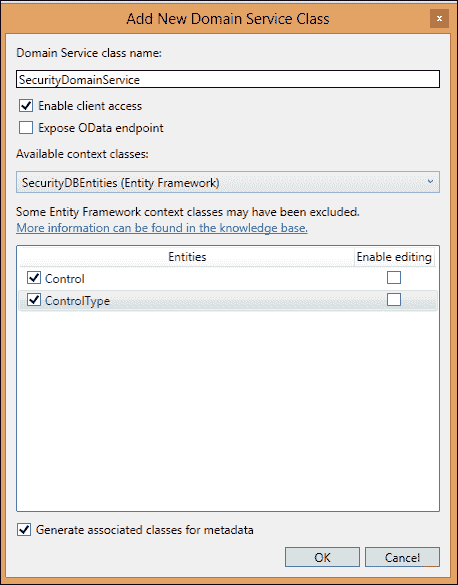 Add New Domain Service Class
x
Domain Service class name:
SecurityDomainService
Enable client access
Expose OData endpoint
Available context classes:
SecurityDBEntities (Entity Framework)
Some Entity Framework context classes may have been excluded.
More information can be found in the knowledge base.
Entities Enable editing
Control
ControlType
Generate associated classes for metadata
OK Cancel